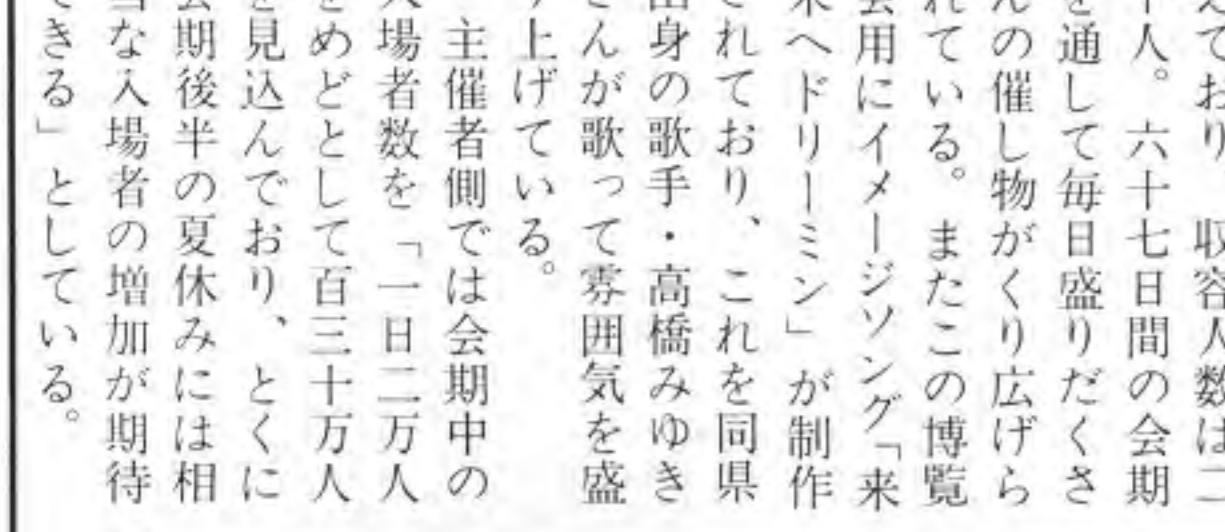 えており、収容人数は二
千人。六十七日間の会期
を通して毎日盛りだくさ
んの催し物がくり広げら
れている。またこの博覧
会用にイメージソング「来
来ヘドリーミン」が制作
されており、これを同県
出身の歌手・高橋みゆき
さんが歌って雰囲気を盛
り上げている。
主催者側では会期中の
入場者数を「一日二万人
をめどとして百三十万人
を見込んでおり、とくに
会期後半の夏休みには相
当な入場者の増加が期待
できる」としている。